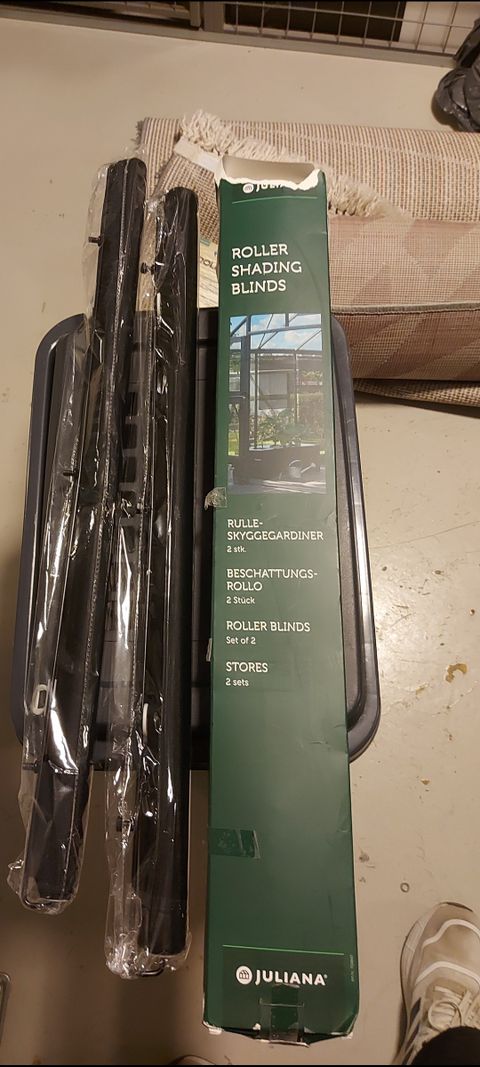 ROLLER
SHADING
BLINDS
RULLE-
SKYGGEGARDINER
2 stk.
BESCHATTUNGS-
ROLLO
2 Stück
ROLLER BLINDS
Set of 2
STORES
2 sets
JULIANA®